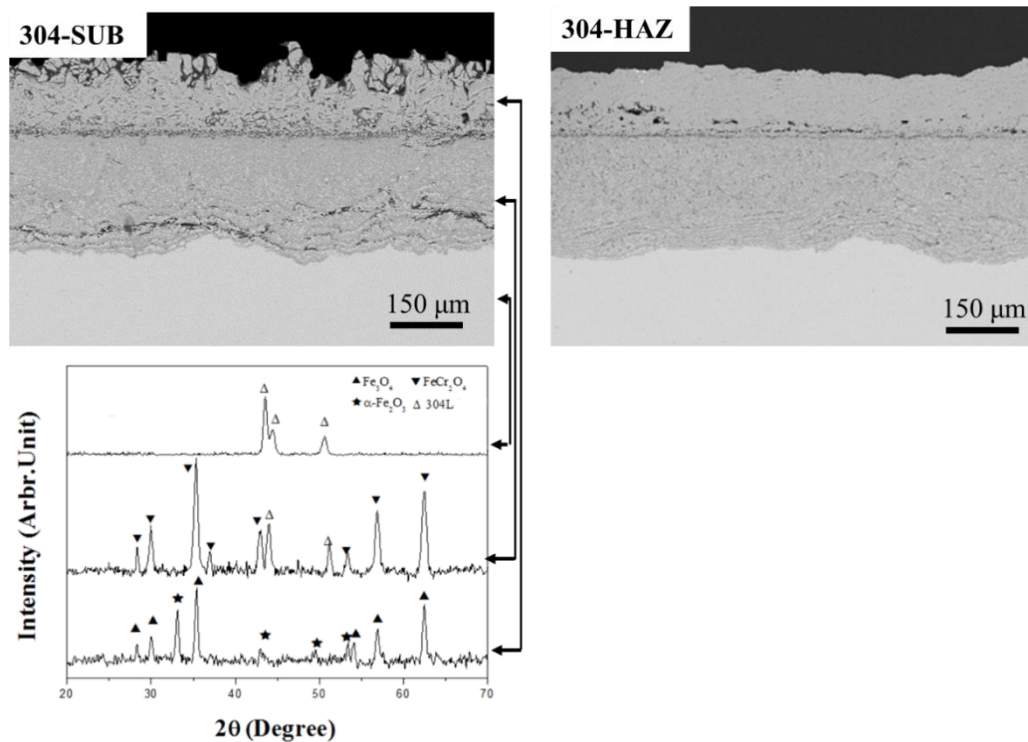 304-SUB
304-HAZ
150 μm
150 μm
▲Fe₃O₄ ▼FeCr₂O₄
★α-Fe₂O₃ Δ 304L
Δ
Δ Δ
▼ ▼
▼ ▼ ▼ Δ ▼
▼ Δ ▼
▲ ▲ ★ ▲ ★ ★ ★ ▲ ▲ ▲
Intensity (Arbr.Unit)
20 30 40 50 60 70
2θ (Degree)